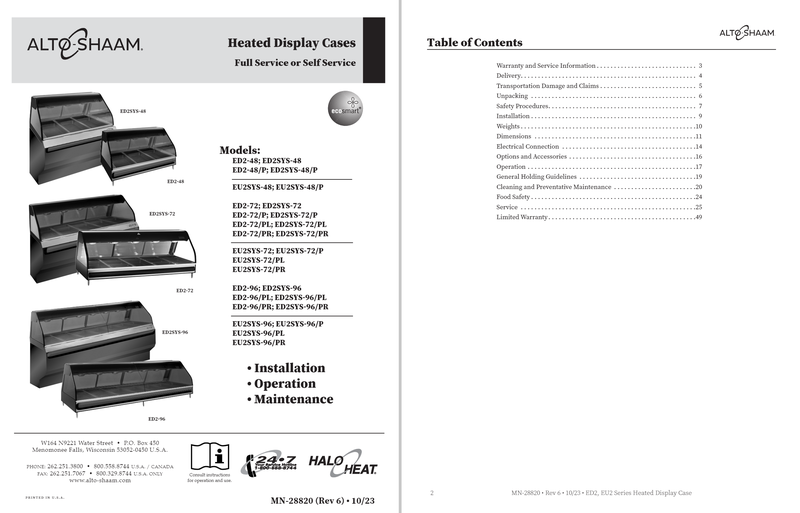 ALTO-SHAAM.
Heated Display Cases
Full Service or Self Service
ecosmart
ED2SYS-48
ED2-48
ED2SYS-72
ED2-72
ED2SYS-96
ED2-96
Models:
ED2-48; ED2SYS-48
ED2-48/P; ED2SYS-48/P
EU2SYS-48; EU2SYS-48/P
ED2-72; ED2SYS-72
ED2-72/P; ED2SYS-72/P
ED2-72/PL; ED2SYS-72/PL
ED2-72/PR; ED2SYS-72/PR
EU2SYS-72; EU2SYS-72/P
EU2SYS-72/PL
EU2SYS-72/PR
ED2-96; ED2SYS-96
ED2-96/PL; ED2SYS-96/PL
ED2-96/PR; ED2SYS-96/PR
EU2SYS-96; EU2SYS-96/P
EU2SYS-96/PL
EU2SYS-96/PR
• Installation
• Operation
• Maintenance
W164 N9221 Water Street • P.O. Box 450
Menomonee Falls, Wisconsin 53052-0450 U.S.A.
PHONE: 262.251.3800 • 800.558.8744 U.S.A. / CANADA
FAX: 262.251.7067 • 800.329.8744 U.S.A. ONLY
www.alto-shaam.com
PRINTED IN U.S.A.
Consult instructions
for operation and use.
24•7
1-800-558-8744
HALO HEAT.
MN-28820 (Rev 6) • 10/23
ALTO-SHAAM
Table of Contents
Warranty and Service Information . . . . . . . . . . 3
Delivery. . . . . . . . . . 4
Transportation Damage and Claims . . . . . . . . . . 5
Unpacking . . . . . . . . . . 6
Safety Procedures. . . . . . . . . . 7
Installation . . . . . . . . . . 9
Weights . . . . . . . . . . 10
Dimensions . . . . . . . . . . 11
Electrical Connection . . . . . . . . . . 14
Options and Accessories . . . . . . . . . . 16
Operation . . . . . . . . . . 17
General Holding Guidelines . . . . . . . . . . 19
Cleaning and Preventative Maintenance . . . . . . . . . . 20
Food Safety . . . . . . . . . . 24
Service . . . . . . . . . . 25
Limited Warranty. . . . . . . . . . 49
2
MN-28820 • Rev 6 • 10/23 • ED2, EU2 Series Heated Display Case